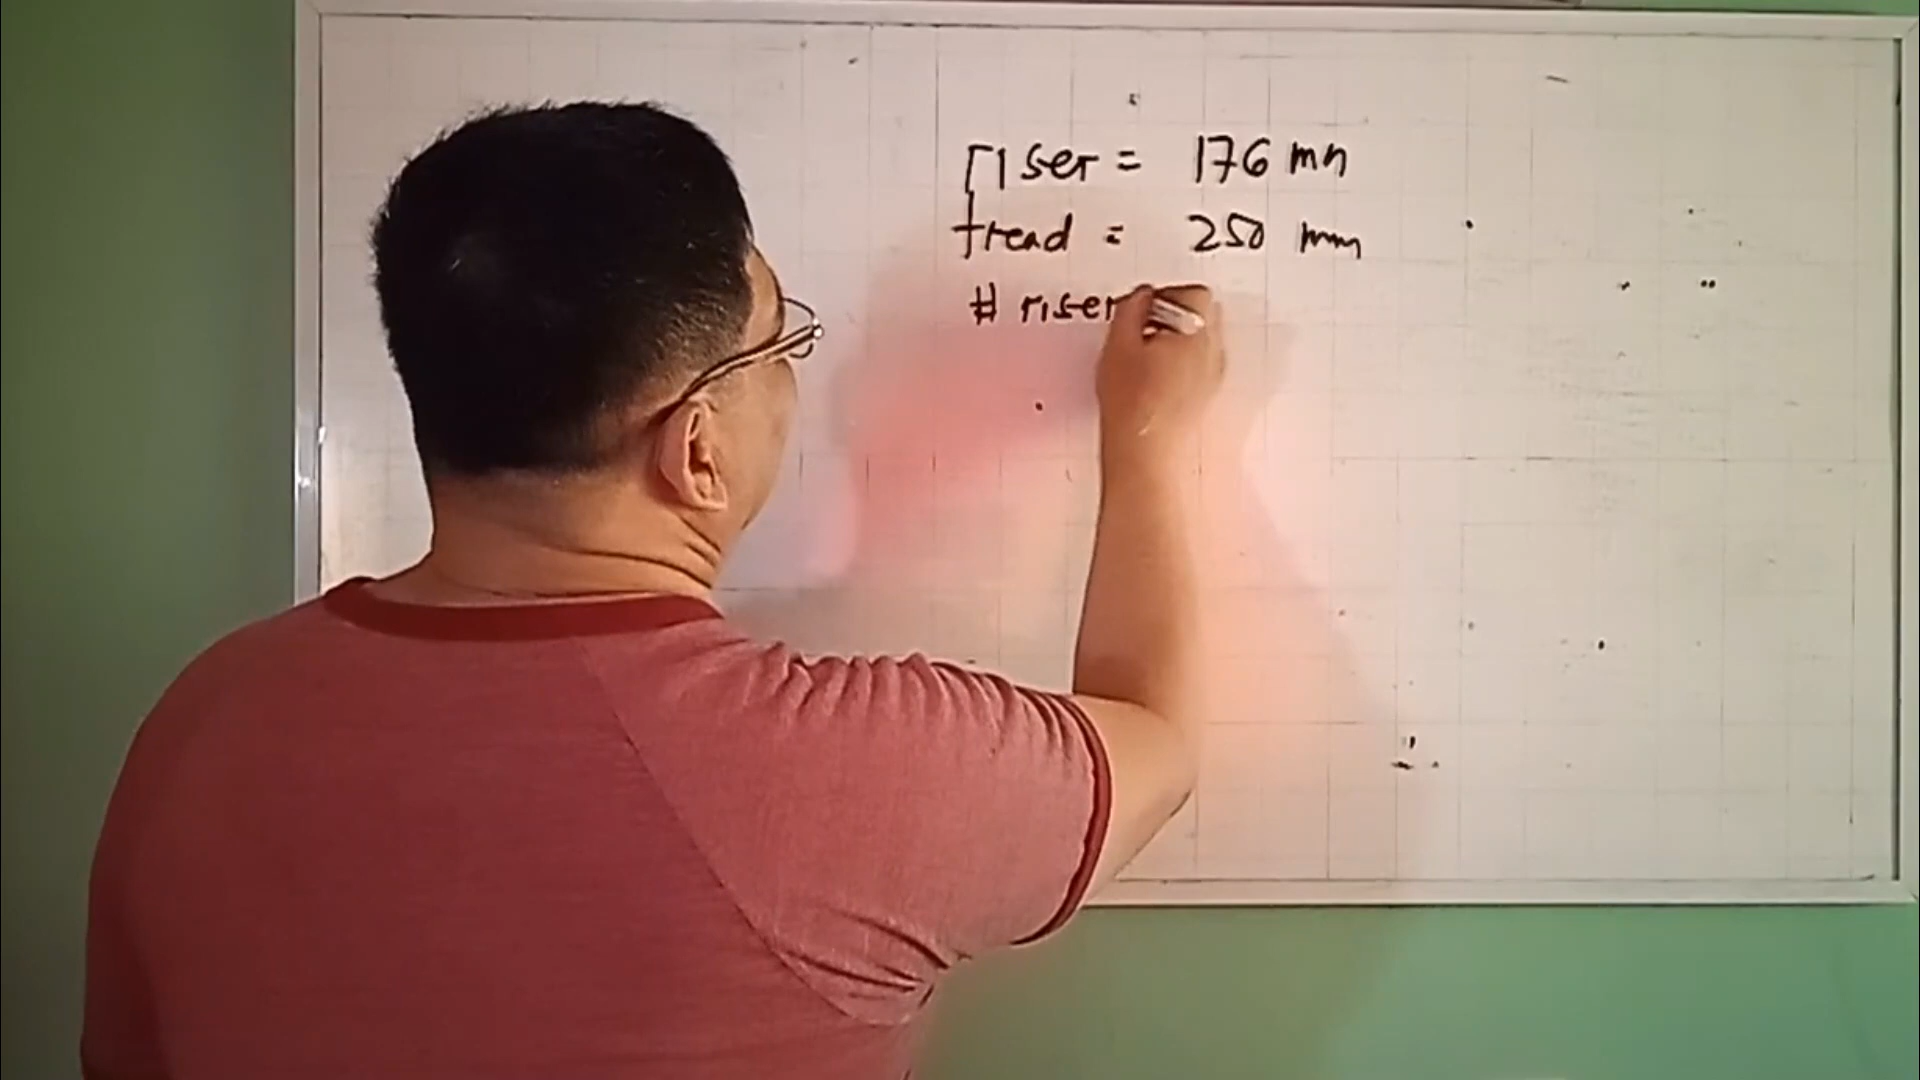 riser = 176 mm
tread = 250 mm
# riser